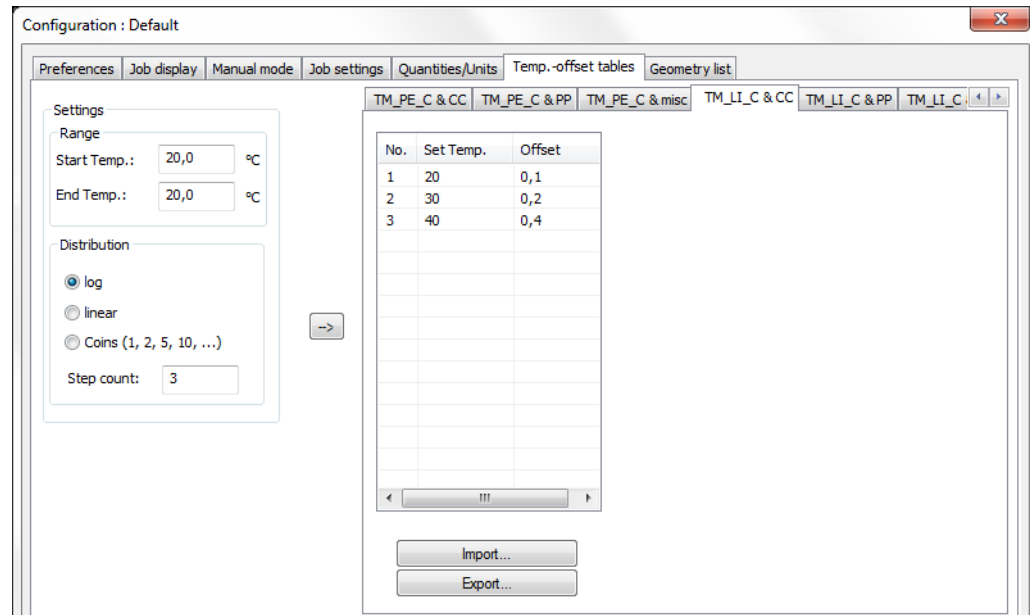 Configuration : Default
x
Preferences Job display Manual mode Job settings Quantities/Units Temp.-offset tables Geometry list
TM_PE_C & CC TM_PE_C & PP TM_PE_C & misc TM_LI_C & CC TM_LI_C & PP TM_LI_C
Settings
Range
Start Temp.: 20,0 °C
End Temp.: 20,0 °C
Distribution
log
linear
Coins (1, 2, 5, 10, ...)
Step count: 3
-->
No. Set Temp. Offset
1 20 0,1
2 30 0,2
3 40 0,4
Import...
Export...